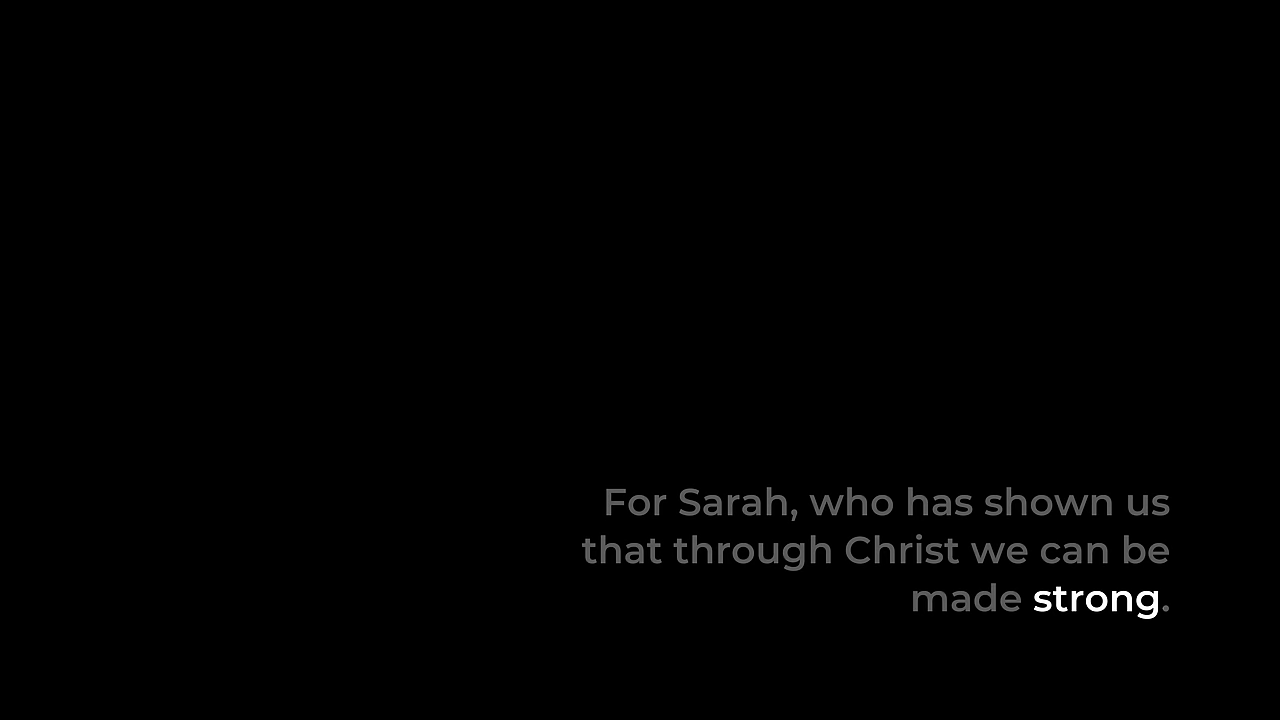 For Sarah, who has shown us
that through Christ we can be
made strong.